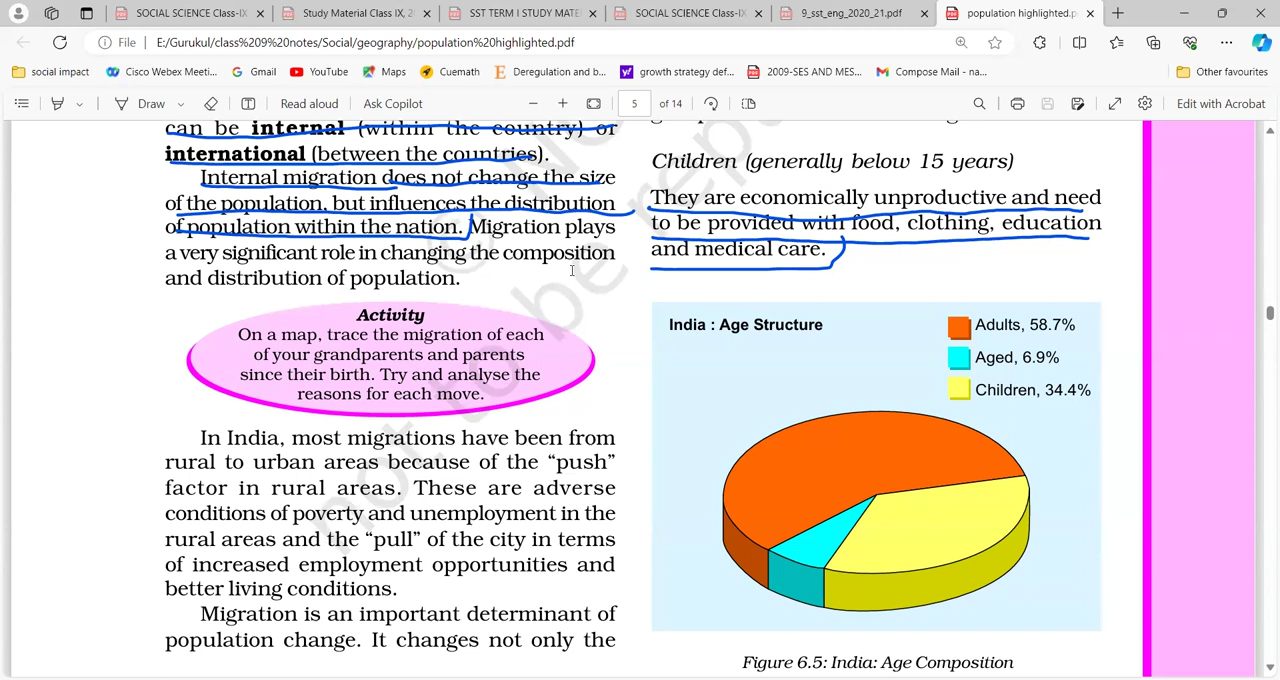 SOCIAL SCIENCE Class-IX
Study Material Class IX, 2
SST TERM I STUDY MATE
SOCIAL SCIENCE Class-IX
9_sst_eng_2020_21.pdf
population highlighted.p
File
E:/Gurukul/class%209%20notes/Social/geography/population%20highlighted.pdf
social impact
Cisco Webex Meeti...
Gmail
YouTube
Maps
Cuemath
Deregulation and b...
growth strategy def...
2009-SES AND MES...
Compose Mail - na...
Other favourites
Draw
Read aloud
Ask Copilot
5 of 14
Edit with Acrobat
can be internal (within the country) or
international (between the countries).
Internal migration does not change the size
of the population, but influences the distribution
of population within the nation. Migration plays
a very significant role in changing the composition
and distribution of population.
Activity
On a map, trace the migration of each
of your grandparents and parents
since their birth. Try and analyse the
reasons for each move.
In India, most migrations have been from
rural to urban areas because of the “push”
factor in rural areas. These are adverse
conditions of poverty and unemployment in the
rural areas and the “pull” of the city in terms
of increased employment opportunities and
better living conditions.
Migration is an important determinant of
population change. It changes not only the
Children (generally below 15 years)
They are economically unproductive and need
to be provided with food, clothing, education
and medical care.
India : Age Structure
Adults, 58.7%
Aged, 6.9%
Children, 34.4%
Figure 6.5: India: Age Composition
not to be repu